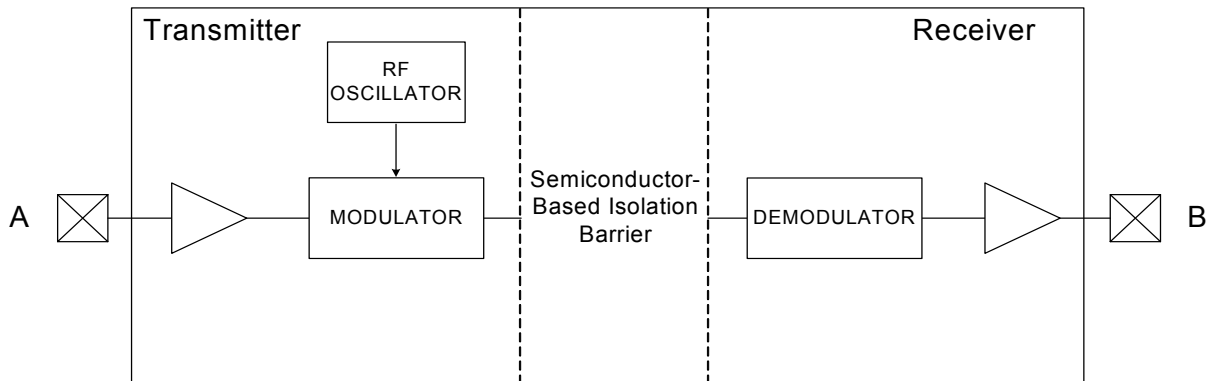 Transmitter
Receiver
RF
OSCILLATOR
A
MODULATOR
Semiconductor-
Based Isolation
Barrier
DEMODULATOR
B